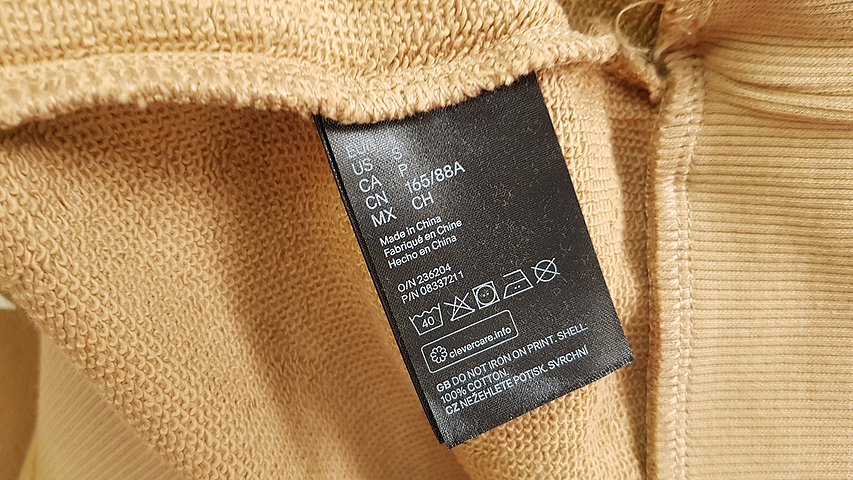 US S
CA P
CN 165/88A
MX CH
Made in China
Fabriqué en Chine
Hecho en China
O/N 236204
P/N 08337211
40
clevercare.info
GB DO NOT IRON ON PRINT. SHELL.
100% COTTON.
CZ NEŽEHLETE POTISK. SVRCHNÍ